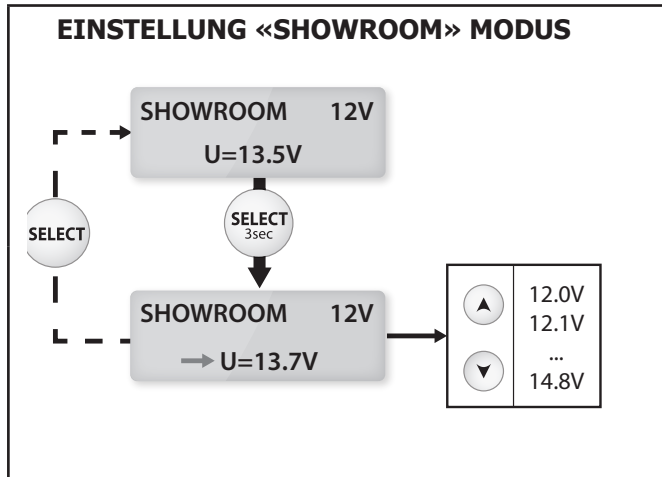 EINSTELLUNG «SHOWROOM» MODUS
SHOWROOM 12V
U=13.5V
SELECT
SELECT
3sec
SHOWROOM 12V
U=13.7V
12.0V
12.1V
...
14.8V